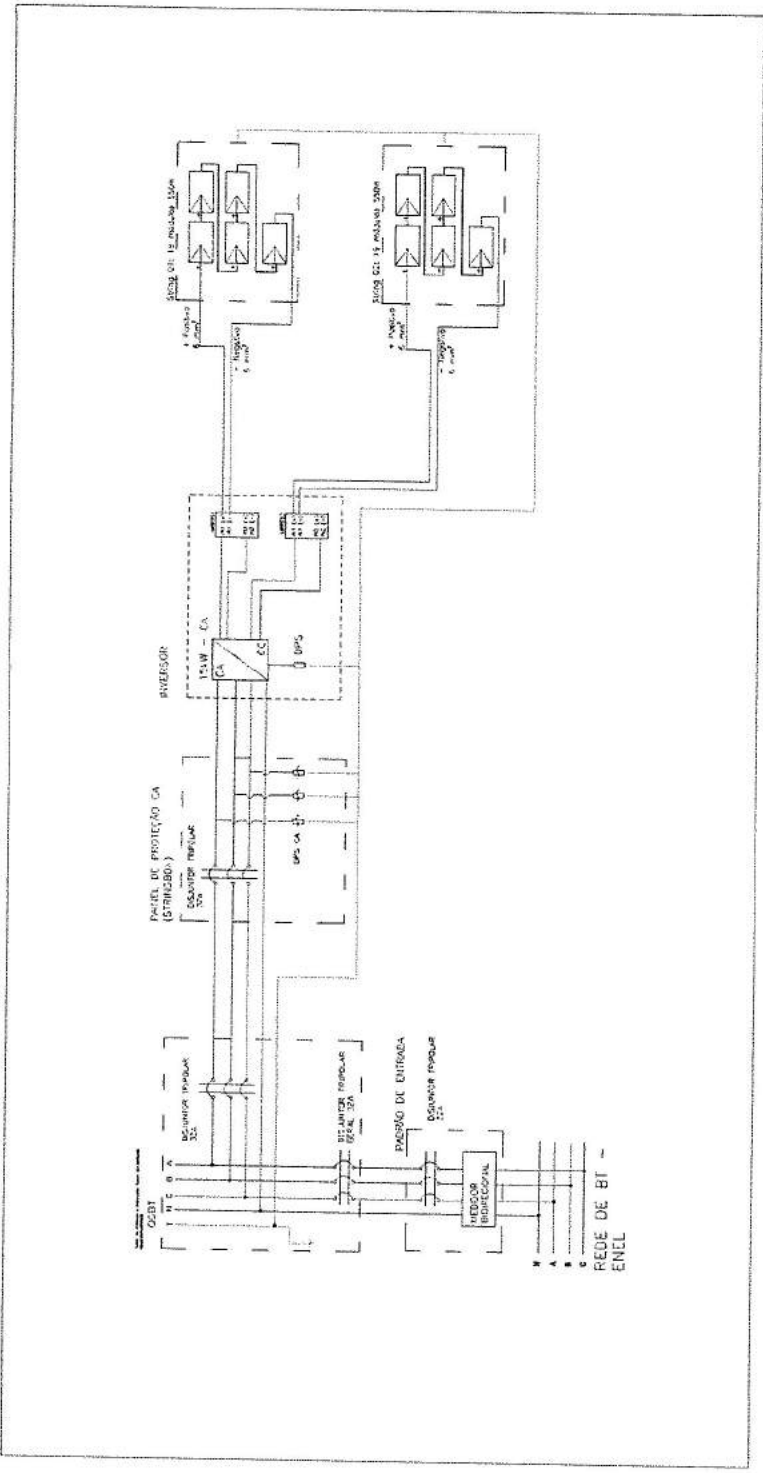 PAINEL DE PROTEÇÃO CA
(STRINGBOX)
DISJUNTOR TRIPOLAR
32A
DPS CA
INVERSOR
15kW - CA
CA
CC
DPS
+ Positivo
6 mm²
- Negativo
6 mm²
+ Positivo
6 mm²
- Negativo
6 mm²
QGBT
T N C B A
DISJUNTOR TRIPOLAR
32A
DISJUNTOR TRIPOLAR
GERAL 32A
PADRÃO DE ENTRADA
DISJUNTOR TRIPOLAR
32A
MEDIDOR
BIDIRECIONAL
N
A
B
C
REDE DE BT -
ENEL